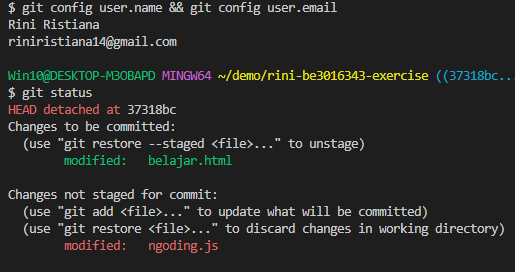 $ git config user.name && git config user.email
Rini Ristiana
riniristiana14@gmail.com
Win10@DESKTOP-M3OBAPD MINGW64 ~/demo/rini-be3016343-exercise ((37318bc...
$ git status
HEAD detached at 37318bc
Changes to be committed:
  (use "git restore --staged <file>..." to unstage)
        modified:   belajar.html
Changes not staged for commit:
  (use "git add <file>..." to update what will be committed)
  (use "git restore <file>..." to discard changes in working directory)
        modified:   ngoding.js